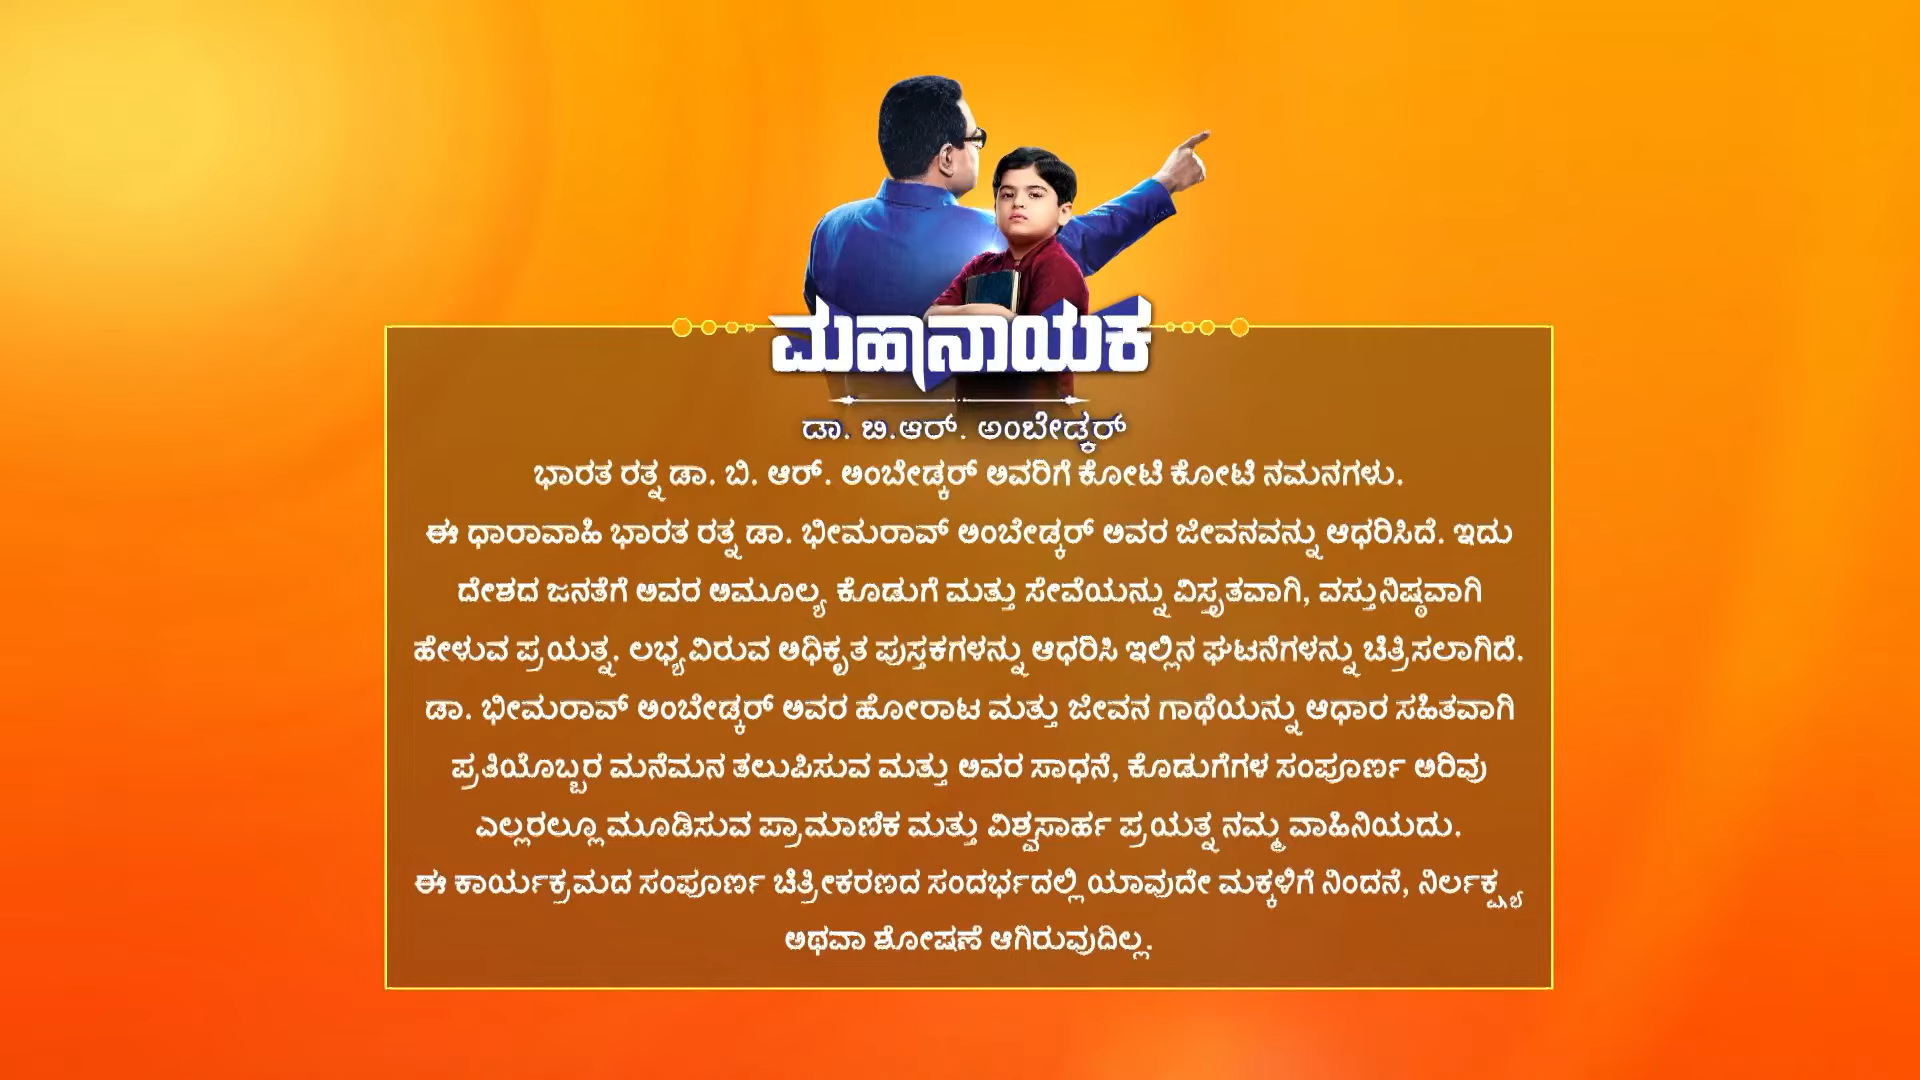 ಮಹಾನಾಯಕ
ಡಾ. ಬಿ.ಆರ್. ಅಂಬೇಡ್ಕರ್
ಭಾರತ ರತ್ನ ಡಾ. ಬಿ. ಆರ್. ಅಂಬೇಡ್ಕರ್ ಅವರಿಗೆ ಕೋಟಿ ಕೋಟಿ ನಮನಗಳು.
ಈ ಧಾರಾವಾಹಿ ಭಾರತ ರತ್ನ ಡಾ. ಭೀಮರಾವ್ ಅಂಬೇಡ್ಕರ್ ಅವರ ಜೀವನವನ್ನು ಆಧರಿಸಿದೆ. ಇದು
ದೇಶದ ಜನತೆಗೆ ಅವರ ಅಮೂಲ್ಯ ಕೊಡುಗೆ ಮತ್ತು ಸೇವೆಯನ್ನು ವಿಸ್ತೃತವಾಗಿ, ವಸ್ತುನಿಷ್ಠವಾಗಿ
ಹೇಳುವ ಪ್ರಯತ್ನ. ಲಭ್ಯವಿರುವ ಅಧಿಕೃತ ಪುಸ್ತಕಗಳನ್ನು ಆಧರಿಸಿ ಇಲ್ಲಿನ ಘಟನೆಗಳನ್ನು ಚಿತ್ರಿಸಲಾಗಿದೆ.
ಡಾ. ಭೀಮರಾವ್ ಅಂಬೇಡ್ಕರ್ ಅವರ ಹೋರಾಟ ಮತ್ತು ಜೀವನ ಗಾಥೆಯನ್ನು ಆಧಾರ ಸಹಿತವಾಗಿ
ಪ್ರತಿಯೊಬ್ಬರ ಮನೆಮನ ತಲುಪಿಸುವ ಮತ್ತು ಅವರ ಸಾಧನೆ, ಕೊಡುಗೆಗಳ ಸಂಪೂರ್ಣ ಅರಿವು
ಎಲ್ಲರಲ್ಲೂ ಮೂಡಿಸುವ ಪ್ರಾಮಾಣಿಕ ಮತ್ತು ವಿಶ್ವಸಾರ್ಹ ಪ್ರಯತ್ನ ನಮ್ಮ ವಾಹಿನಿಯದು.
ಈ ಕಾರ್ಯಕ್ರಮದ ಸಂಪೂರ್ಣ ಚಿತ್ರೀಕರಣದ ಸಂದರ್ಭದಲ್ಲಿ ಯಾವುದೇ ಮಕ್ಕಳಿಗೆ ನಿಂದನೆ, ನಿರ್ಲಕ್ಷ್ಯ
ಅಥವಾ ಶೋಷಣೆ ಆಗಿರುವುದಿಲ್ಲ.